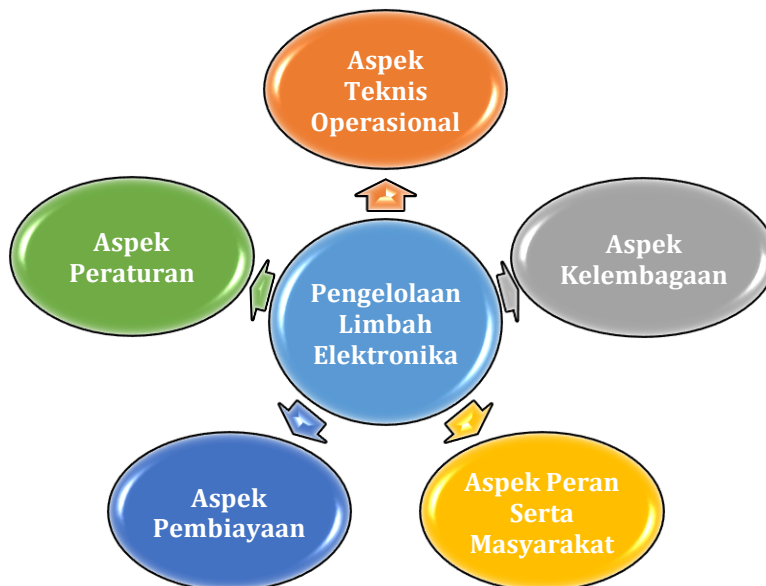 Aspek
Teknis
Operasional
Aspek
Peraturan
Aspek
Kelembagaan
Pengelolaan
Limbah
Elektronika
Aspek
Pembiayaan
Aspek Peran
Serta
Masyarakat